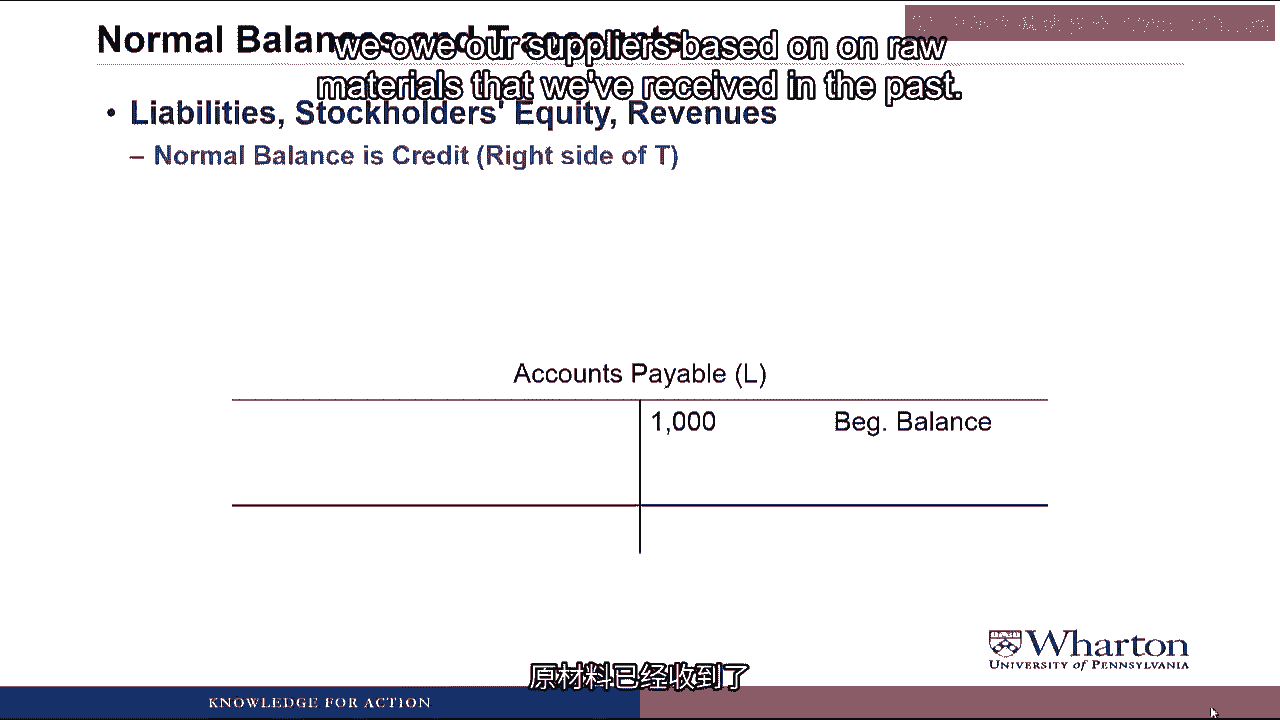 Normal Balances and T-accounts
we owe our suppliers based on on raw
materials that we've received in the past.
• Liabilities, Stockholders' Equity, Revenues
– Normal Balance is Credit (Right side of T)
Accounts Payable (L)
1,000 Beg. Balance
Wharton
UNIVERSITY of PENNSYLVANIA
原材料已经收到了
KNOWLEDGE FOR ACTION